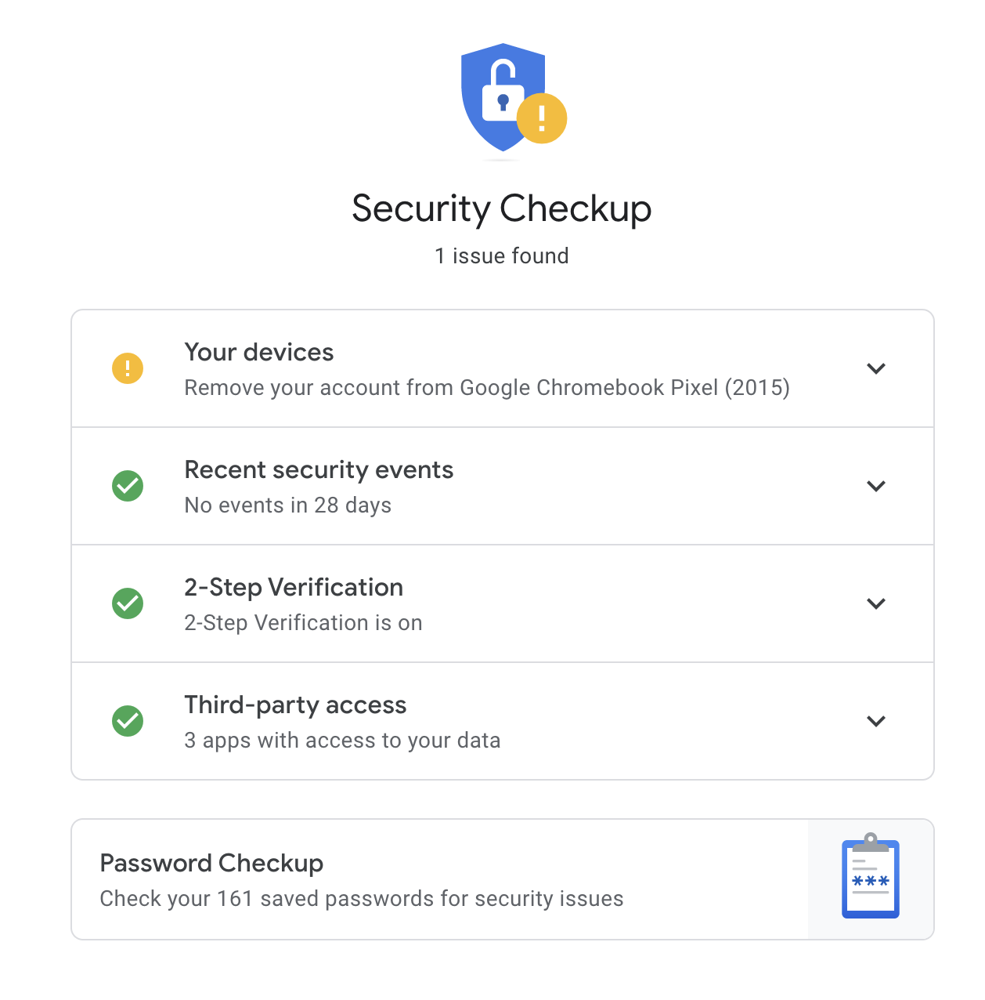 Security Checkup
1 issue found
Your devices
Remove your account from Google Chromebook Pixel (2015)
Recent security events
No events in 28 days
2-Step Verification
2-Step Verification is on
Third-party access
3 apps with access to your data
Password Checkup
Check your 161 saved passwords for security issues
***